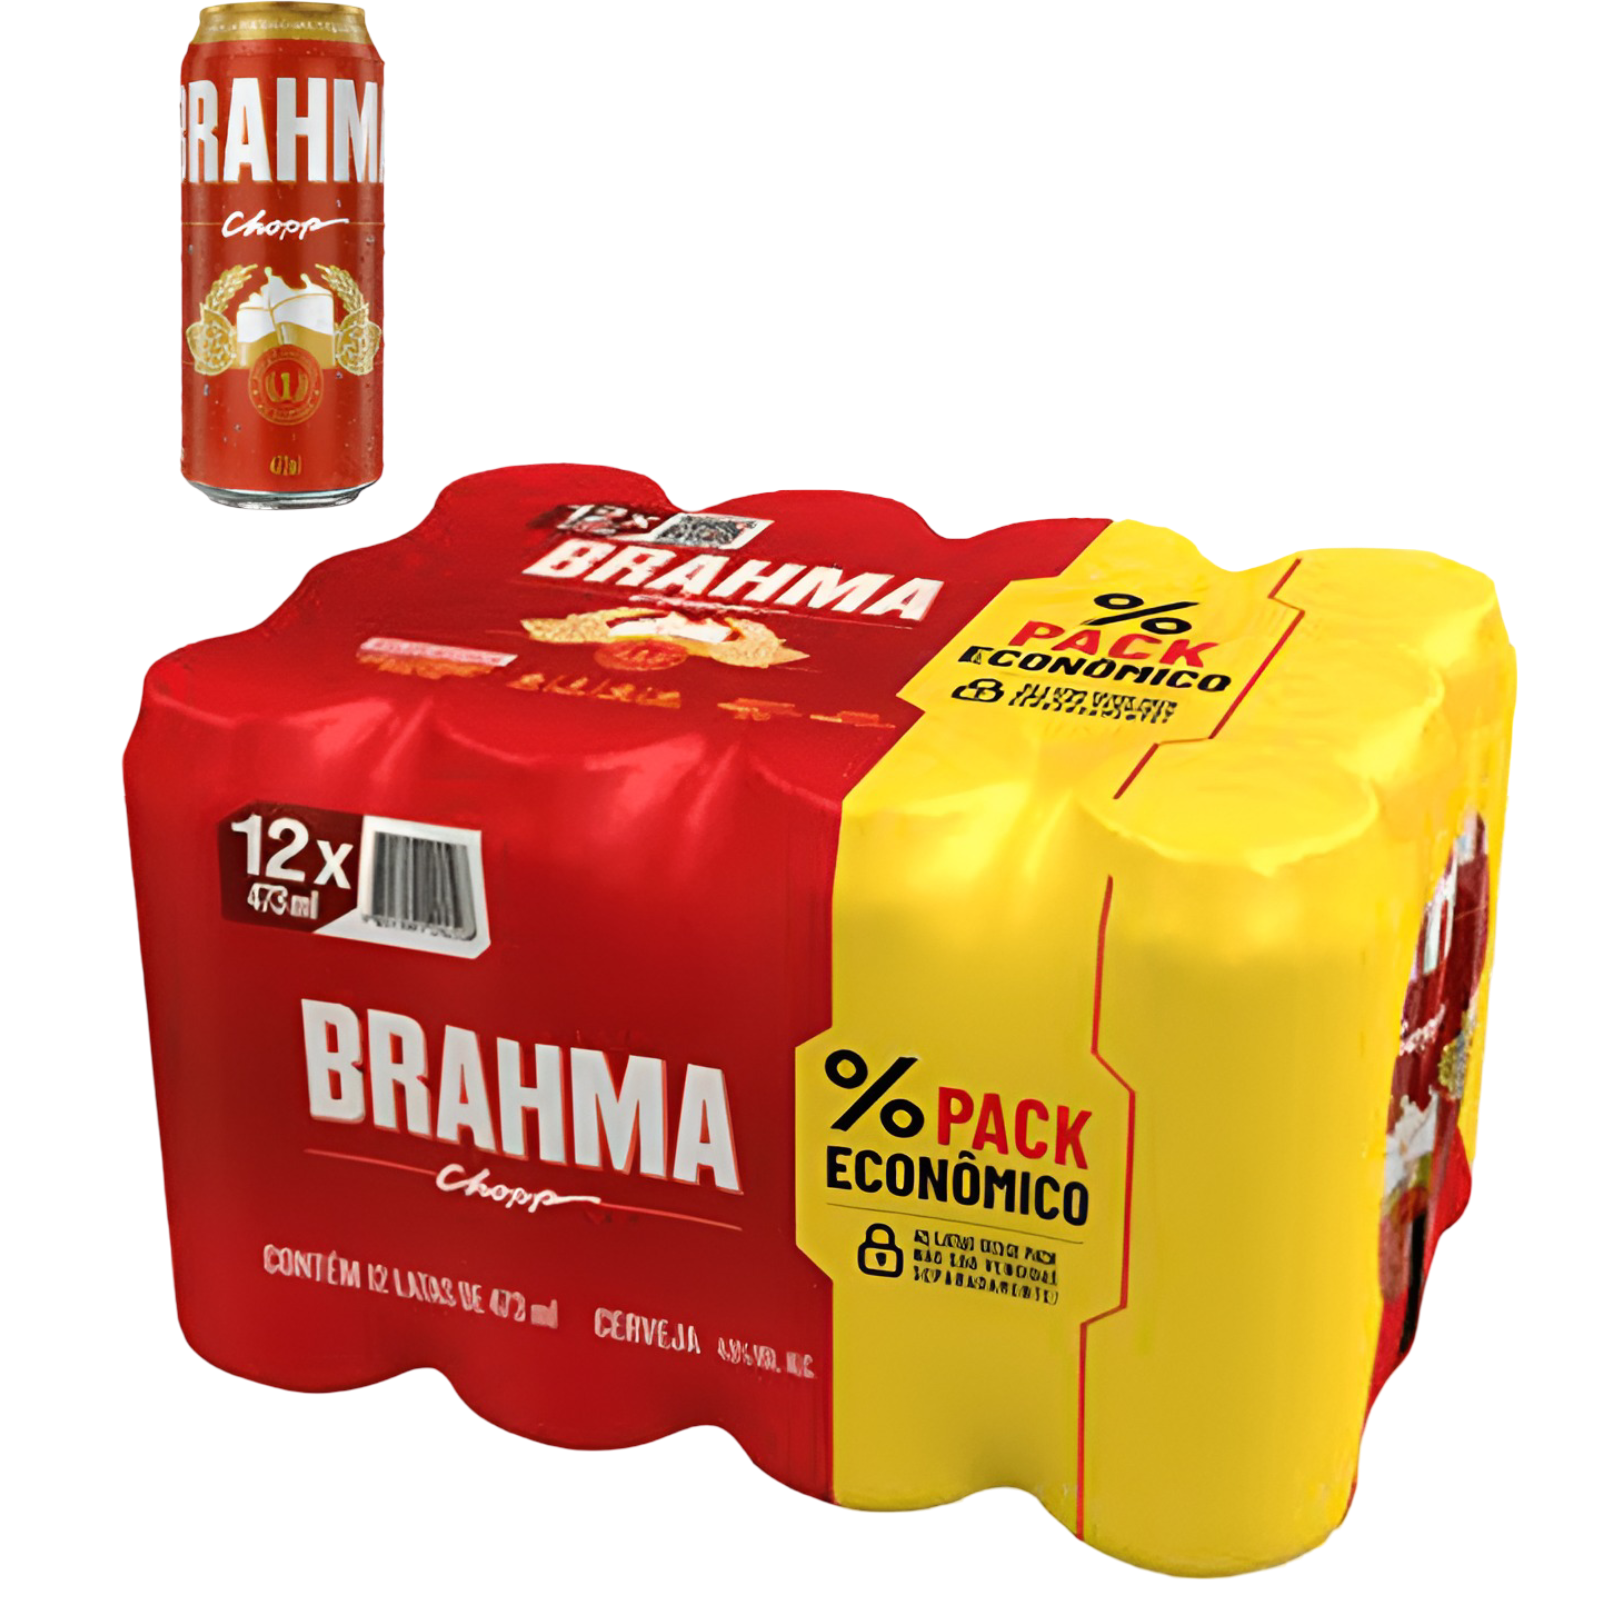 BRAHMA
Chopp
473ml
12x
BRAHMA
% PACK
ECONÔMICO
12x
473 ml
BRAHMA
Chopp
CONTÉM 12 LATAS DE 473 ml CERVEJA
% PACK
ECONÔMICO